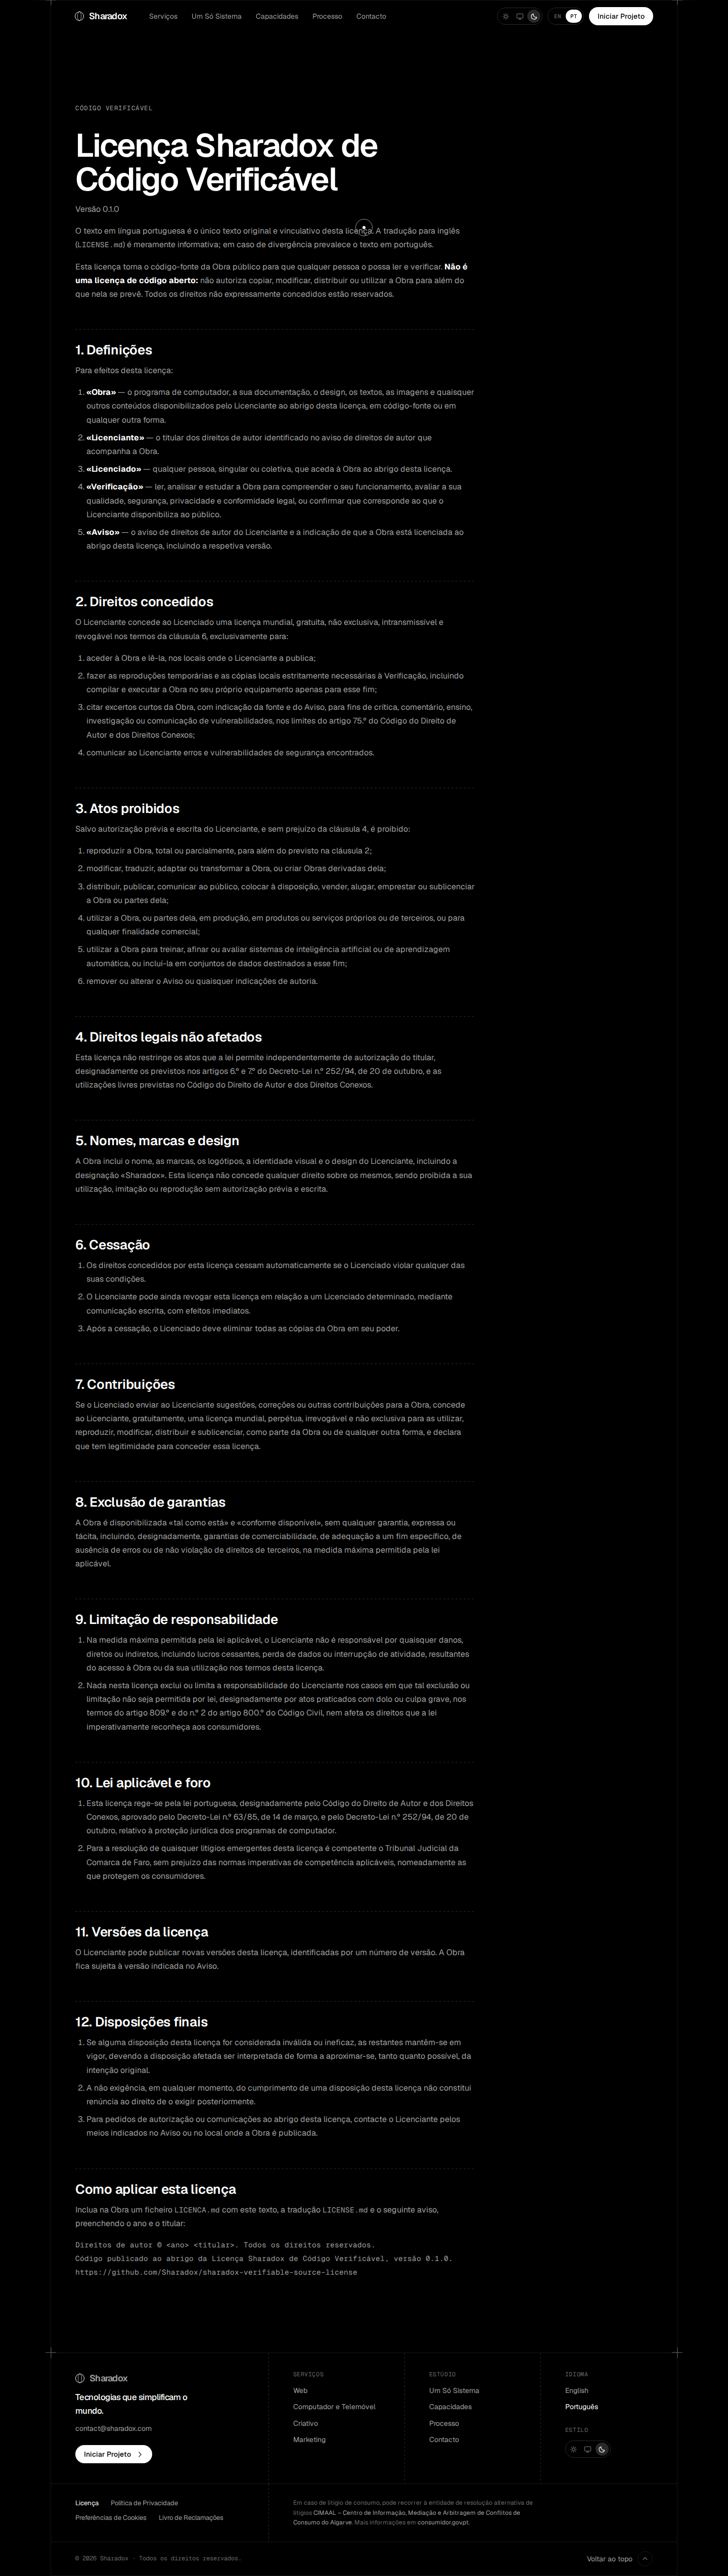 Sharadox
Serviços
Um Só Sistema
Capacidades
Processo
Contacto
EN
PT
Iniciar Projeto
CÓDIGO VERIFICÁVEL
Licença Sharadox de
Código Verificável
Versão 0.1.0
O texto em língua portuguesa é o único texto original e vinculativo desta licença. A tradução para inglês
(LICENSE.md) é meramente informativa; em caso de divergência prevalece o texto em português.
Esta licença torna o código-fonte da Obra público para que qualquer pessoa o possa ler e verificar. Não é
uma licença de código aberto: não autoriza copiar, modificar, distribuir ou utilizar a Obra para além do
que nela se prevê. Todos os direitos não expressamente concedidos estão reservados.
1. Definições
Para efeitos desta licença:
1. «Obra» — o programa de computador, a sua documentação, o design, os textos, as imagens e quaisquer
outros conteúdos disponibilizados pelo Licenciante ao abrigo desta licença, em código-fonte ou em
qualquer outra forma.
2. «Licenciante» — o titular dos direitos de autor identificado no aviso de direitos de autor que
acompanha a Obra.
3. «Licenciado» — qualquer pessoa, singular ou coletiva, que aceda à Obra ao abrigo desta licença.
4. «Verificação» — ler, analisar e estudar a Obra para compreender o seu funcionamento, avaliar a sua
qualidade, segurança, privacidade e conformidade legal, ou confirmar que corresponde ao que o
Licenciante disponibiliza ao público.
5. «Aviso» — o aviso de direitos de autor do Licenciante e a indicação de que a Obra está licenciada ao
abrigo desta licença, incluindo a respetiva versão.
2. Direitos concedidos
O Licenciante concede ao Licenciado uma licença mundial, gratuita, não exclusiva, intransmissível e
revogável nos termos da cláusula 6, exclusivamente para:
1. aceder à Obra e lê-la, nos locais onde o Licenciante a publica;
2. fazer as reproduções temporárias e as cópias locais estritamente necessárias à Verificação, incluindo
compilar e executar a Obra no seu próprio equipamento apenas para esse fim;
3. citar excertos curtos da Obra, com indicação da fonte e do Aviso, para fins de crítica, comentário, ensino,
investigação ou comunicação de vulnerabilidades, nos limites do artigo 75.º do Código do Direito de
Autor e dos Direitos Conexos;
4. comunicar ao Licenciante erros e vulnerabilidades de segurança encontrados.
3. Atos proibidos
Salvo autorização prévia e escrita do Licenciante, e sem prejuízo da cláusula 4, é proibido:
1. reproduzir a Obra, total ou parcialmente, para além do previsto na cláusula 2;
2. modificar, traduzir, adaptar ou transformar a Obra, ou criar Obras derivadas dela;
3. distribuir, publicar, comunicar ao público, colocar à disposição, vender, alugar, emprestar ou sublicenciar
a Obra ou partes dela;
4. utilizar a Obra, ou partes dela, em produção, em produtos ou serviços próprios ou de terceiros, ou para
qualquer finalidade comercial;
5. utilizar a Obra para treinar, afinar ou avaliar sistemas de inteligência artificial ou de aprendizagem
automática, ou incluí-la em conjuntos de dados destinados a esse fim;
6. remover ou alterar o Aviso ou quaisquer indicações de autoria.
4. Direitos legais não afetados
Esta licença não restringe os atos que a lei permite independentemente de autorização do titular,
designadamente os previstos nos artigos 6.º e 7.º do Decreto-Lei n.º 252/94, de 20 de outubro, e as
utilizações livres previstas no Código do Direito de Autor e dos Direitos Conexos.
5. Nomes, marcas e design
A Obra inclui o nome, as marcas, os logótipos, a identidade visual e o design do Licenciante, incluindo a
designação «Sharadox». Esta licença não concede qualquer direito sobre os mesmos, sendo proibida a sua
utilização, imitação ou reprodução sem autorização prévia e escrita.
6. Cessação
1. Os direitos concedidos por esta licença cessam automaticamente se o Licenciado violar qualquer das
suas condições.
2. O Licenciante pode ainda revogar esta licença em relação a um Licenciado determinado, mediante
comunicação escrita, com efeitos imediatos.
3. Após a cessação, o Licenciado deve eliminar todas as cópias da Obra em seu poder.
7. Contribuições
Se o Licenciado enviar ao Licenciante sugestões, correções ou outras contribuições para a Obra, concede
ao Licenciante, gratuitamente, uma licença mundial, perpétua, irrevogável e não exclusiva para as utilizar,
reproduzir, modificar, distribuir e sublicenciar, como parte da Obra ou de qualquer outra forma, e declara
que tem legitimidade para conceder essa licença.
8. Exclusão de garantias
A Obra é disponibilizada «tal como está» e «conforme disponível», sem qualquer garantia, expressa ou
tácita, incluindo, designadamente, garantias de comerciabilidade, de adequação a um fim específico, de
ausência de erros ou de não violação de direitos de terceiros, na medida máxima permitida pela lei
aplicável.
9. Limitação de responsabilidade
1. Na medida máxima permitida pela lei aplicável, o Licenciante não é responsável por quaisquer danos,
diretos ou indiretos, incluindo lucros cessantes, perda de dados ou interrupção de atividade, resultantes
do acesso à Obra ou da sua utilização nos termos desta licença.
2. Nada nesta licença exclui ou limita a responsabilidade do Licenciante nos casos em que tal exclusão ou
limitação não seja permitida por lei, designadamente por atos praticados com dolo ou culpa grave, nos
termos do artigo 809.º e do n.º 2 do artigo 800.º do Código Civil, nem afeta os direitos que a lei
imperativamente reconheça aos consumidores.
10. Lei aplicável e foro
1. Esta licença rege-se pela lei portuguesa, designadamente pelo Código do Direito de Autor e dos Direitos
Conexos, aprovado pelo Decreto-Lei n.º 63/85, de 14 de março, e pelo Decreto-Lei n.º 252/94, de 20 de
outubro, relativo à proteção jurídica dos programas de computador.
2. Para a resolução de quaisquer litígios emergentes desta licença é competente o Tribunal Judicial da
Comarca de Faro, sem prejuízo das normas imperativas de competência aplicáveis, nomeadamente as
que protegem os consumidores.
11. Versões da licença
O Licenciante pode publicar novas versões desta licença, identificadas por um número de versão. A Obra
fica sujeita à versão indicada no Aviso.
12. Disposições finais
1. Se alguma disposição desta licença for considerada inválida ou ineficaz, as restantes mantêm-se em
vigor, devendo a disposição afetada ser interpretada de forma a aproximar-se, tanto quanto possível, da
intenção original.
2. A não exigência, em qualquer momento, do cumprimento de uma disposição desta licença não constitui
renúncia ao direito de o exigir posteriormente.
3. Para pedidos de autorização ou comunicações ao abrigo desta licença, contacte o Licenciante pelos
meios indicados no Aviso ou no local onde a Obra é publicada.
Como aplicar esta licença
Inclua na Obra um ficheiro LICENCA.md com este texto, a tradução LICENSE.md e o seguinte aviso,
preenchendo o ano e o titular:
Direitos de autor © <ano> <titular>. Todos os direitos reservados.
Código publicado ao abrigo da Licença Sharadox de Código Verificável, versão 0.1.0.
https://github.com/Sharadox/sharadox-verifiable-source-license
Sharadox
Tecnologias que simplificam o
mundo.
contact@sharadox.com
Iniciar Projeto
SERVIÇOS
Web
Computador e Telemóvel
Criativo
Marketing
ESTÚDIO
Um Só Sistema
Capacidades
Processo
Contacto
IDIOMA
English
Português
ESTILO
Licença
Política de Privacidade
Preferências de Cookies
Livro de Reclamações
Em caso de litígio de consumo, pode recorrer à entidade de resolução alternativa de
litígios CIMAAL – Centro de Informação, Mediação e Arbitragem de Conflitos de
Consumo do Algarve. Mais informações em consumidor.gov.pt.
© 2026 Sharadox · Todos os direitos reservados.
Voltar ao topo